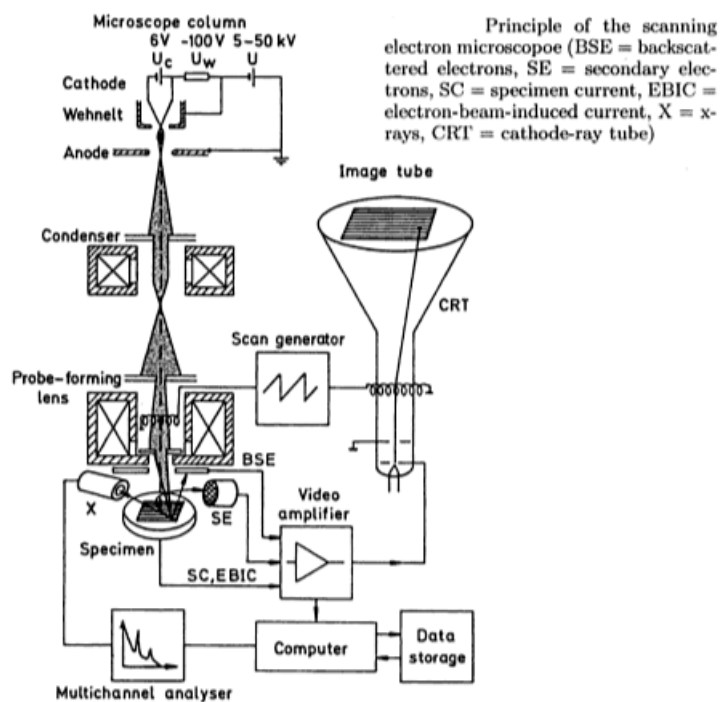 Microscope column
6V -100V 5-50 kV
Uc Uw U
Cathode
Wehnelt
Anode
Condenser
Probe-forming
lens
X
Specimen
BSE
SE
SC,EBIC
Multichannel analyser
Scan generator
Video
amplifier
Computer
Data
storage
Image tube
CRT
Principle of the scanning
electron microscopoe (BSE = backscat-
tered electrons, SE = secondary elec-
trons, SC = specimen current, EBIC =
electron-beam-induced current, X = x-
rays, CRT = cathode-ray tube)